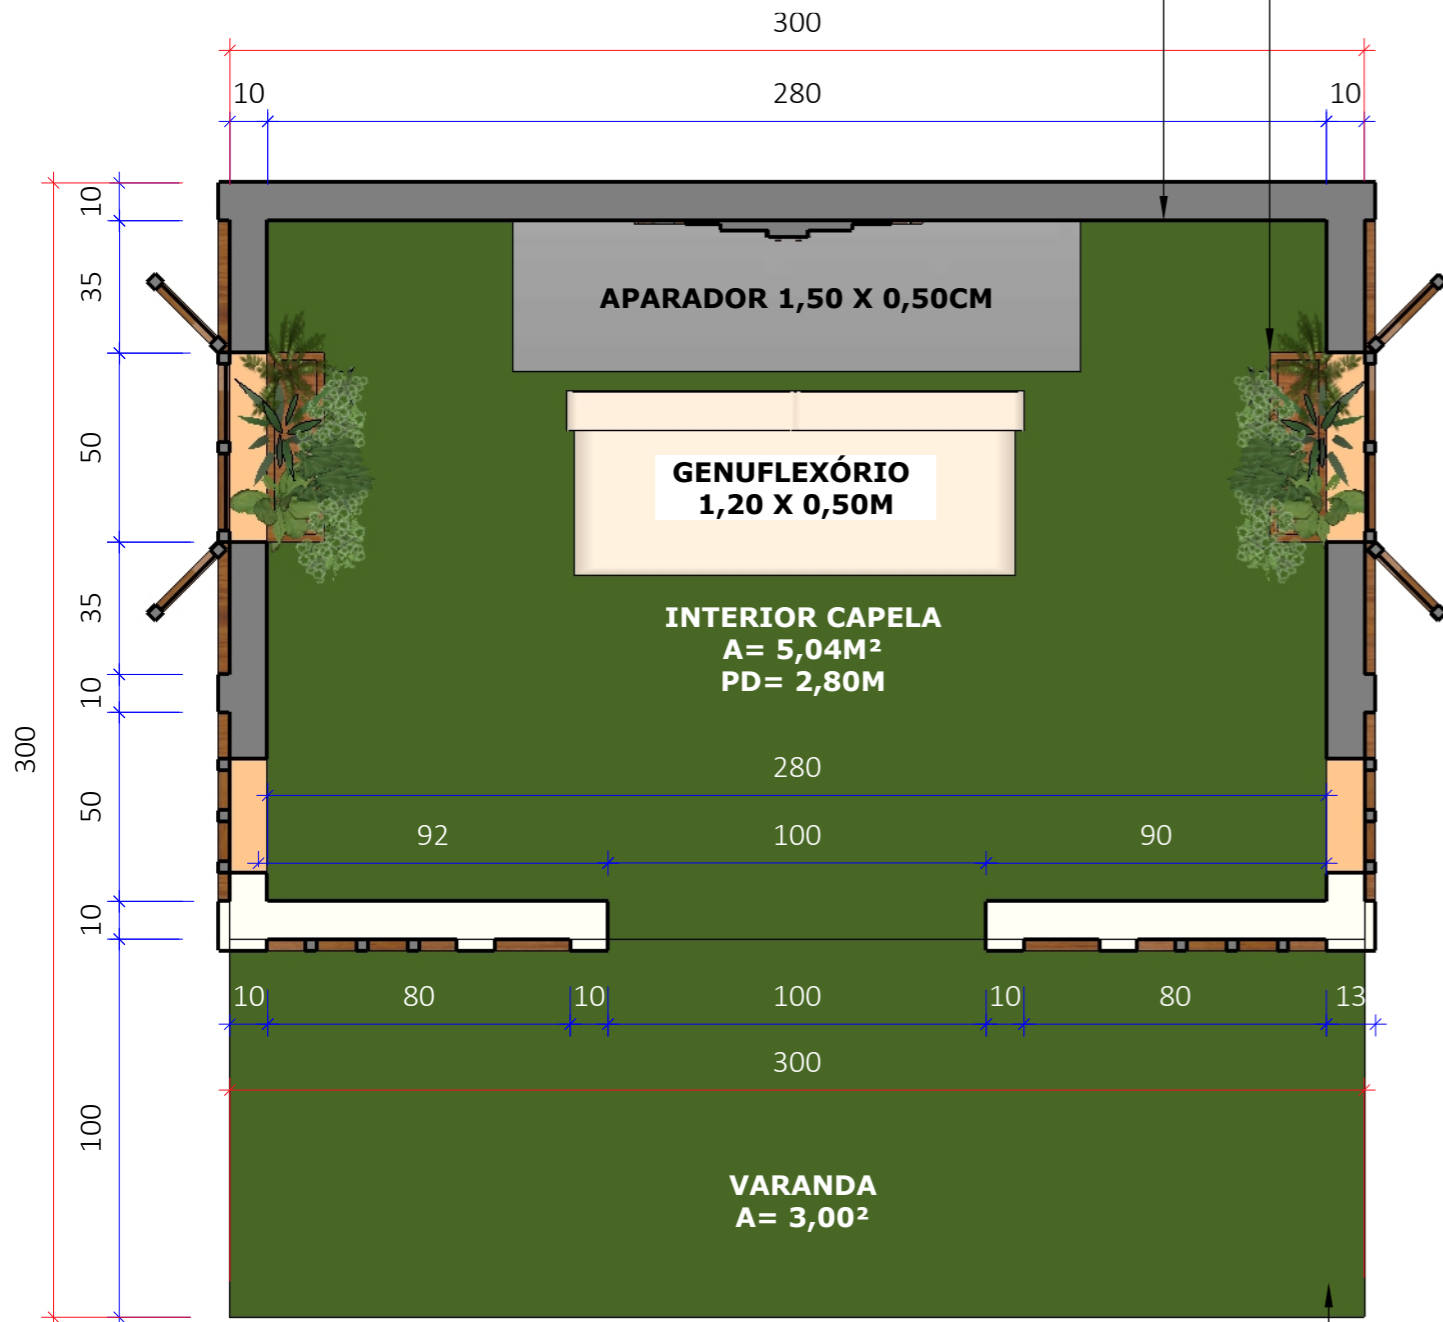 300
10 280 10
10
35
APARADOR 1,50 X 0,50CM
50
GENUFLEXÓRIO
1,20 X 0,50M
35
INTERIOR CAPELA
A= 5,04M²
PD= 2,80M
10
300
280
50
92 100 90
10
10 80 10 100 10 80 13
300
100
VARANDA
A= 3,00²